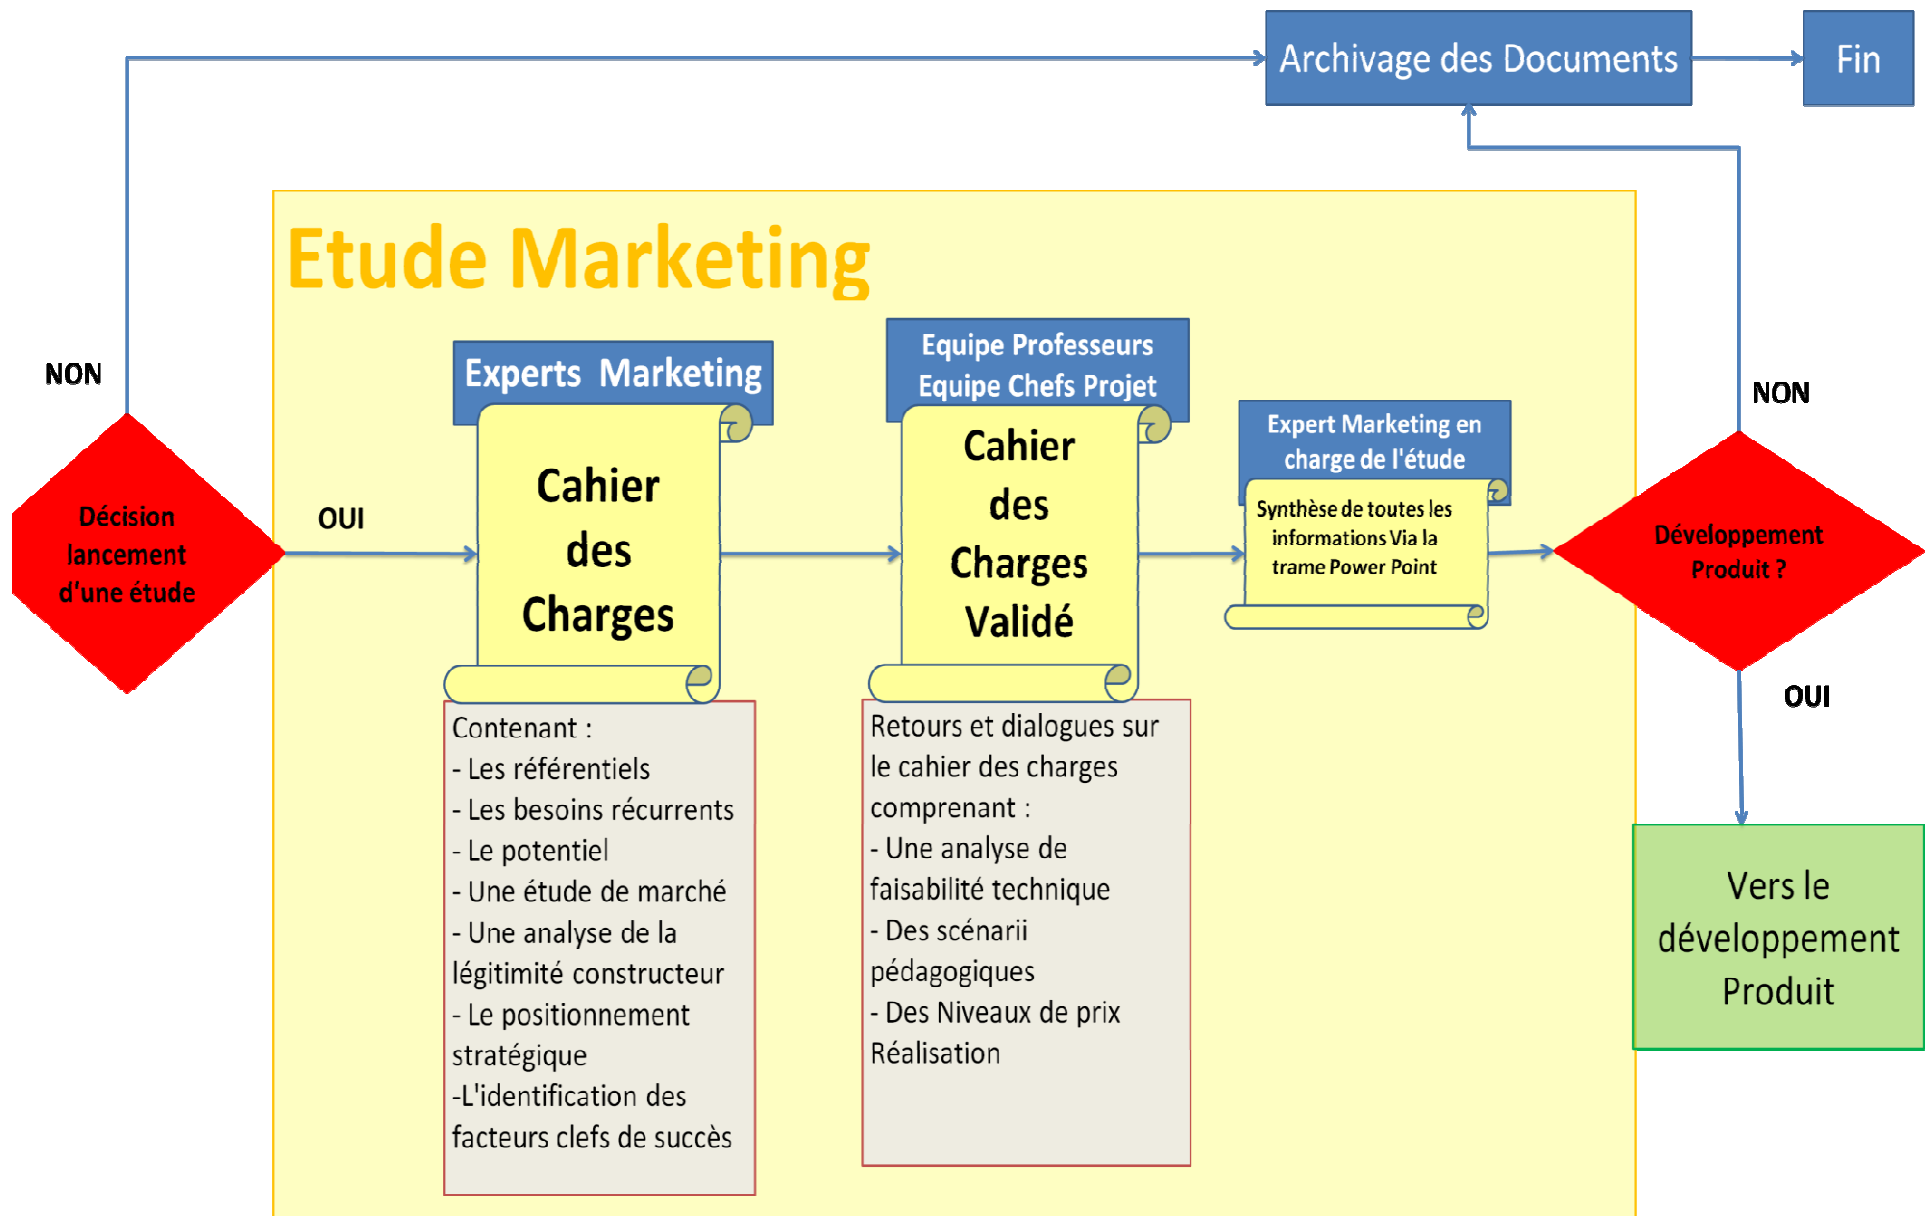 Archivage des Documents
Fin
Etude Marketing
NON
Décision
lancement
d'une étude
OUI
Experts Marketing
Cahier
des
Charges
Contenant :
- Les référentiels
- Les besoins récurrents
- Le potentiel
- Une étude de marché
- Une analyse de la
légitimité constructeur
- Le positionnement
stratégique
-L'identification des
facteurs clefs de succès
Equipe Professeurs
Equipe Chefs Projet
Cahier
des
Charges
Validé
Retours et dialogues sur
le cahier des charges
comprenant :
- Une analyse de
faisabilité technique
- Des scénarii
pédagogiques
- Des Niveaux de prix
Réalisation
Expert Marketing en
charge de l'étude
Synthèse de toutes les
informations Via la
trame Power Point
NON
Développement
Produit ?
OUI
Vers le
développement
Produit